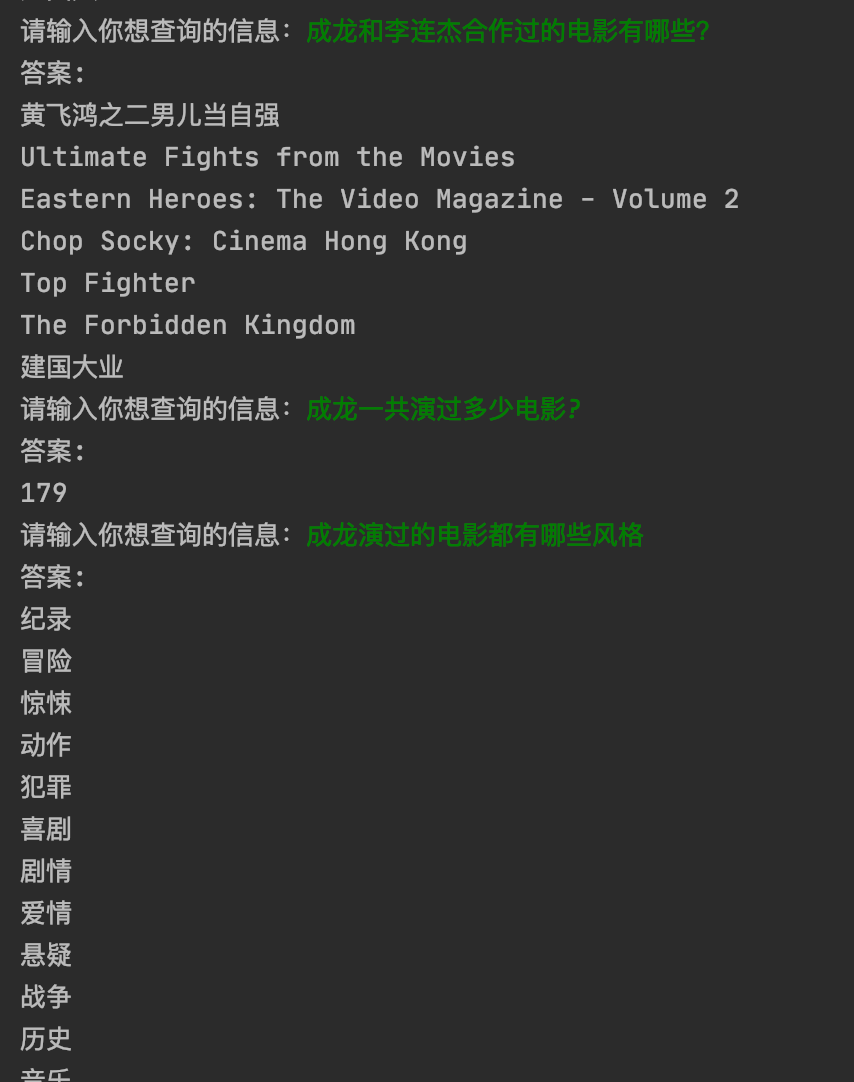 请输入你想查询的信息：成龙和李连杰合作过的电影有哪些？
答案：
黄飞鸿之二男儿当自强
Ultimate Fights from the Movies
Eastern Heroes: The Video Magazine - Volume 2
Chop Socky: Cinema Hong Kong
Top Fighter
The Forbidden Kingdom
建国大业
请输入你想查询的信息：成龙一共演过多少电影？
答案：
179
请输入你想查询的信息：成龙演过的电影都有哪些风格
答案：
纪录
冒险
惊悚
动作
犯罪
喜剧
剧情
爱情
悬疑
战争
历史
音乐